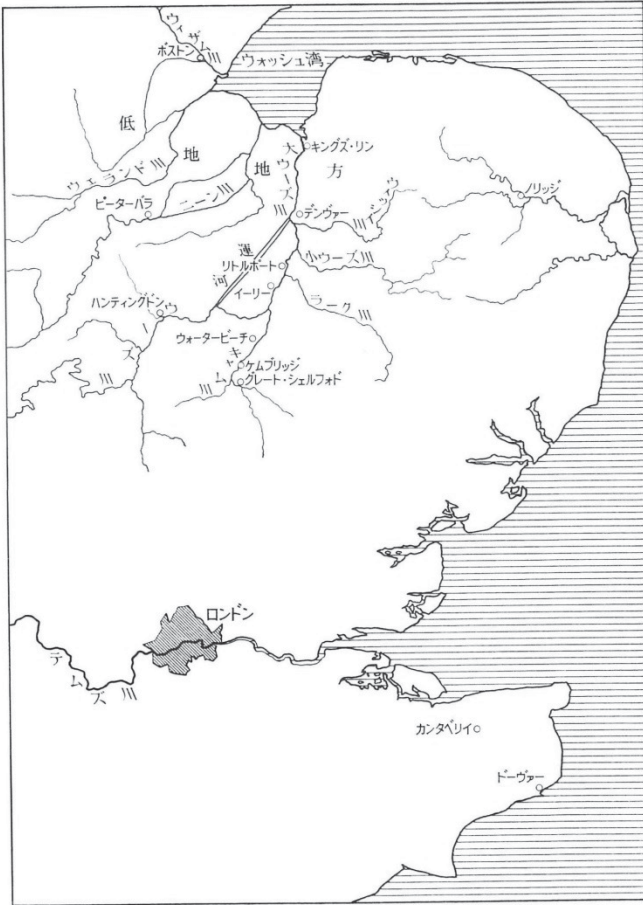 ウィザム川
ボストン
ウォッシュ湾
低地地方
キングズ・リン
大ウーズ川
ウェランド川
ニーン川
ピーターバラ
デンヴァー
ノリッジ
運河
リトルポート
小ウーズ川
イーリー
ラーク川
ハンティングドン
ウーズ川
ウォータービーチ
キャム川
ケムブリッジ
グレート・シェルフォド
ロンドン
テムズ川
カンタベリイ
ドーヴァー